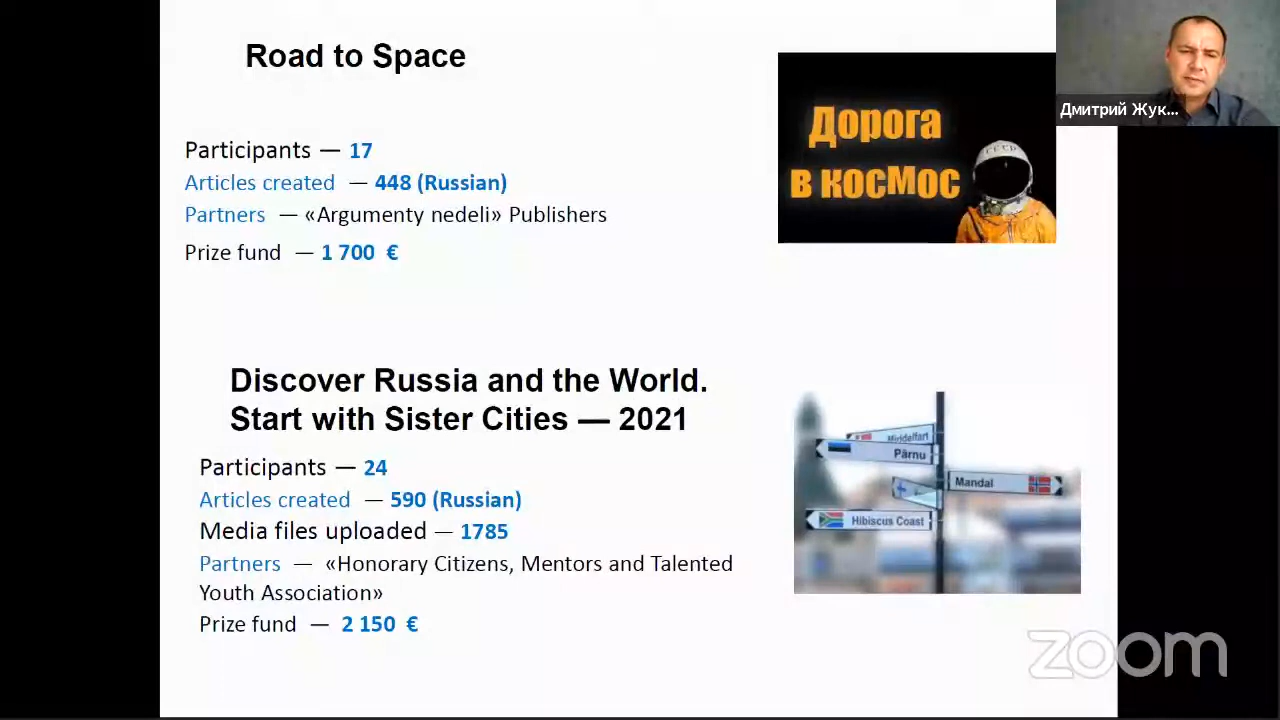 Road to Space
Participants — 17
Articles created — 448 (Russian)
Partners — «Argumenty nedeli» Publishers
Prize fund — 1 700 €
Дорога
в космос
СССР
Дмитрий Жук...
Discover Russia and the World.
Start with Sister Cities — 2021
Participants — 24
Articles created — 590 (Russian)
Media files uploaded — 1785
Partners — «Honorary Citizens, Mentors and Talented
Youth Association»
Prize fund — 2 150 €
Middelfart
Pärnu
Mandal
Hibiscus Coast
zoom